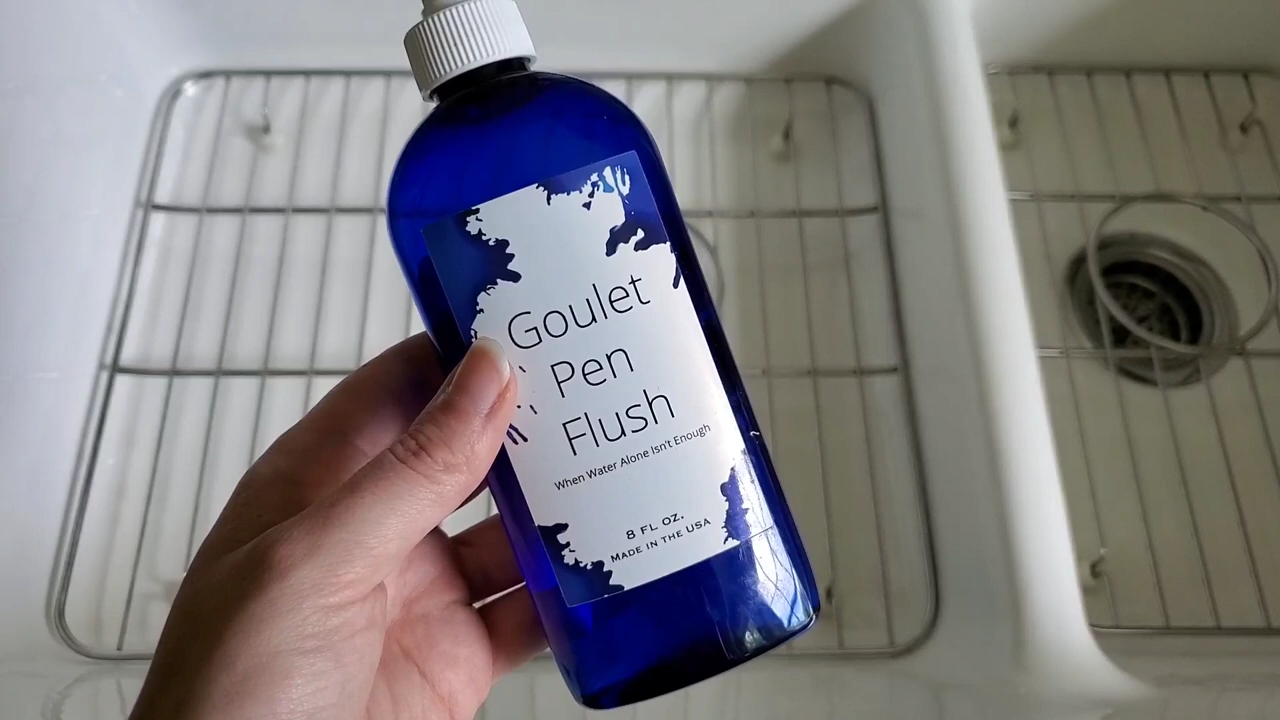 Goulet
Pen
Flush
When Water Alone Isn't Enough
8 FL OZ.
MADE IN THE USA